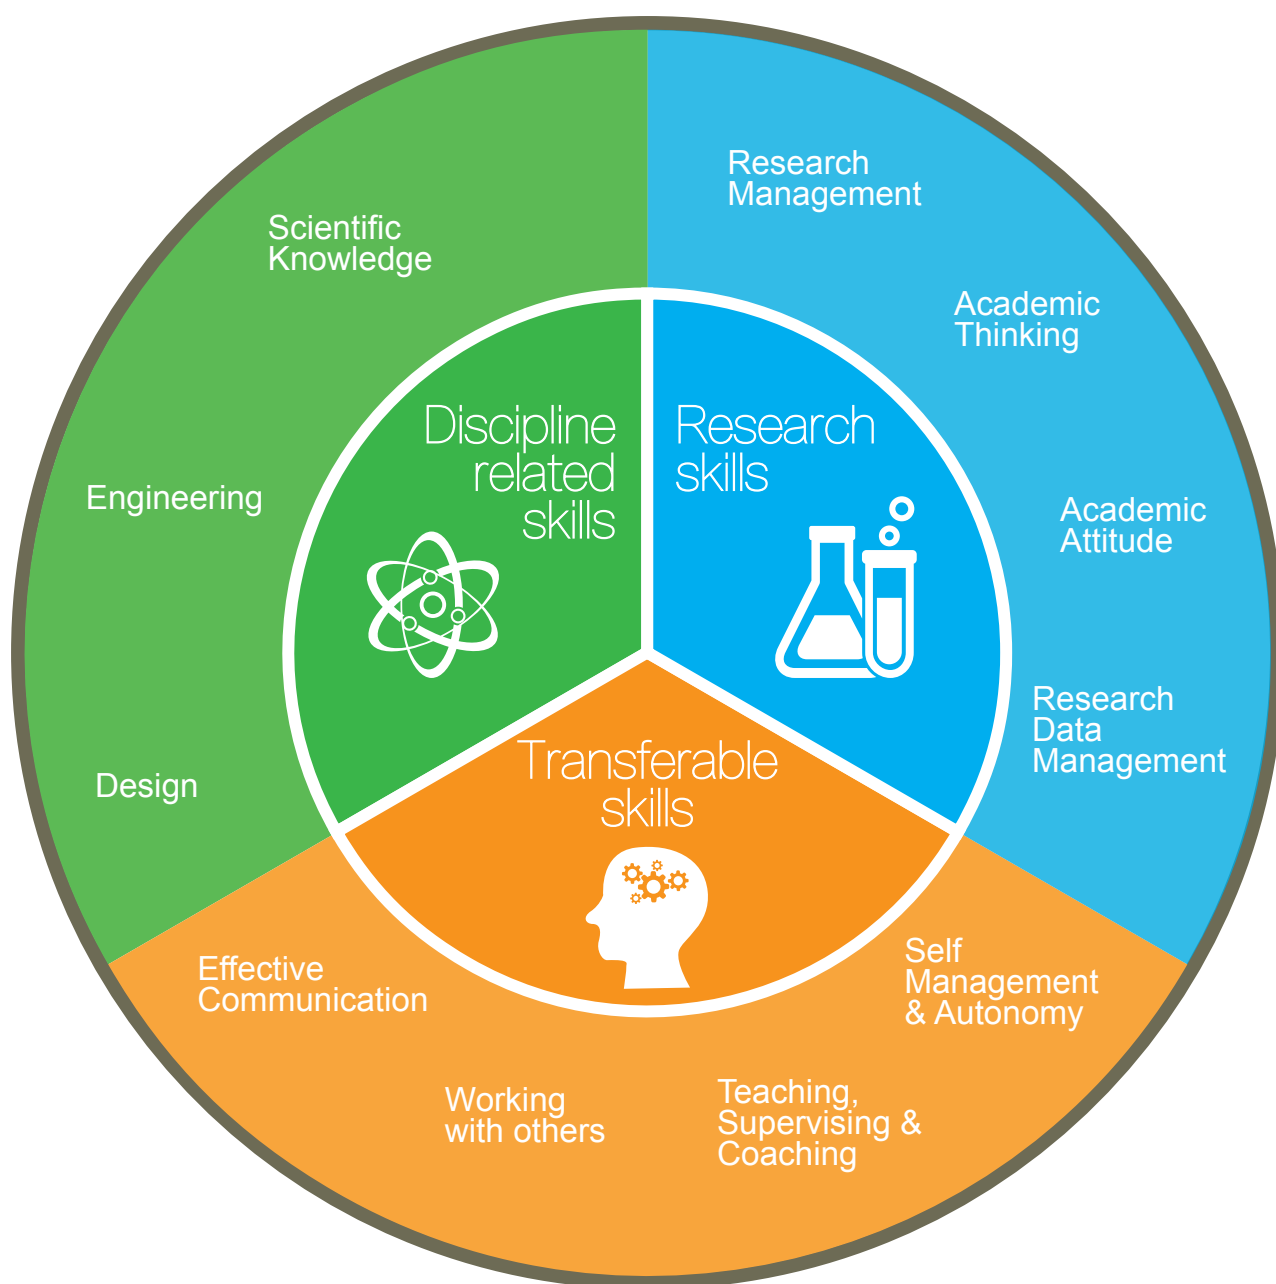 Scientific
Knowledge
Engineering
Design
Discipline
related
skills
Research
Management
Academic
Thinking
Academic
Attitude
Research
Data
Management
Research
skills
Transferable
skills
Effective
Communication
Working
with others
Teaching,
Supervising &
Coaching
Self
Management
& Autonomy